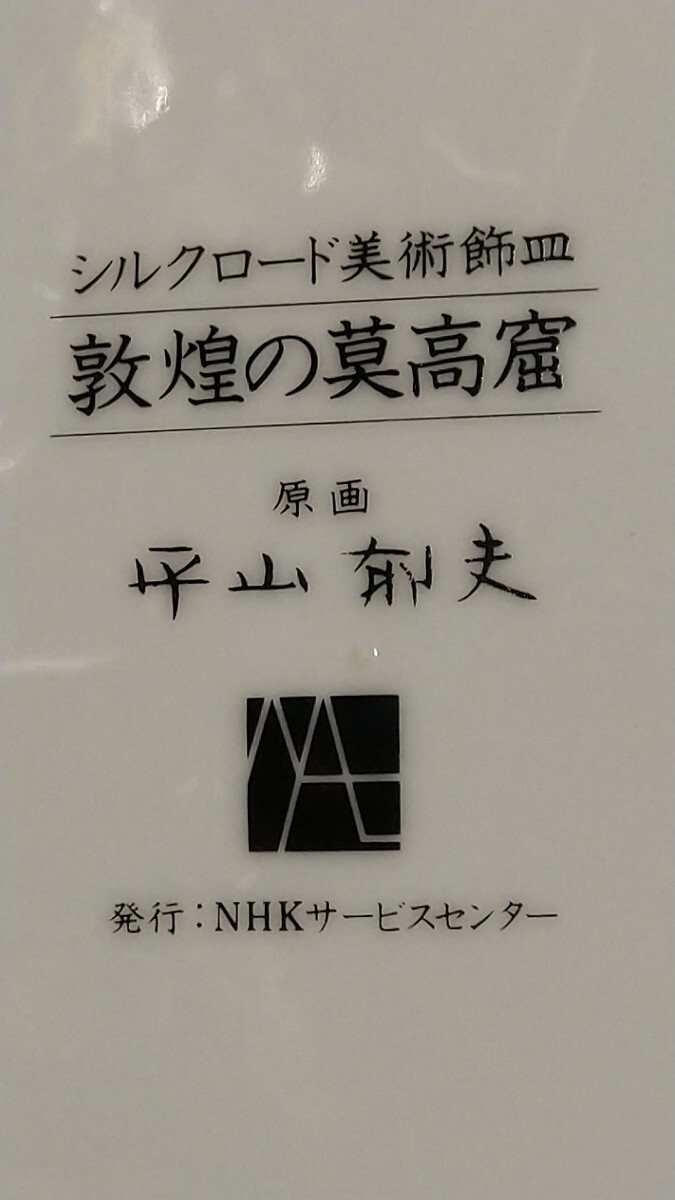 シルクロード美術飾皿
敦煌の莫高窟
原画
平山郁夫
発行：NHKサービスセンター